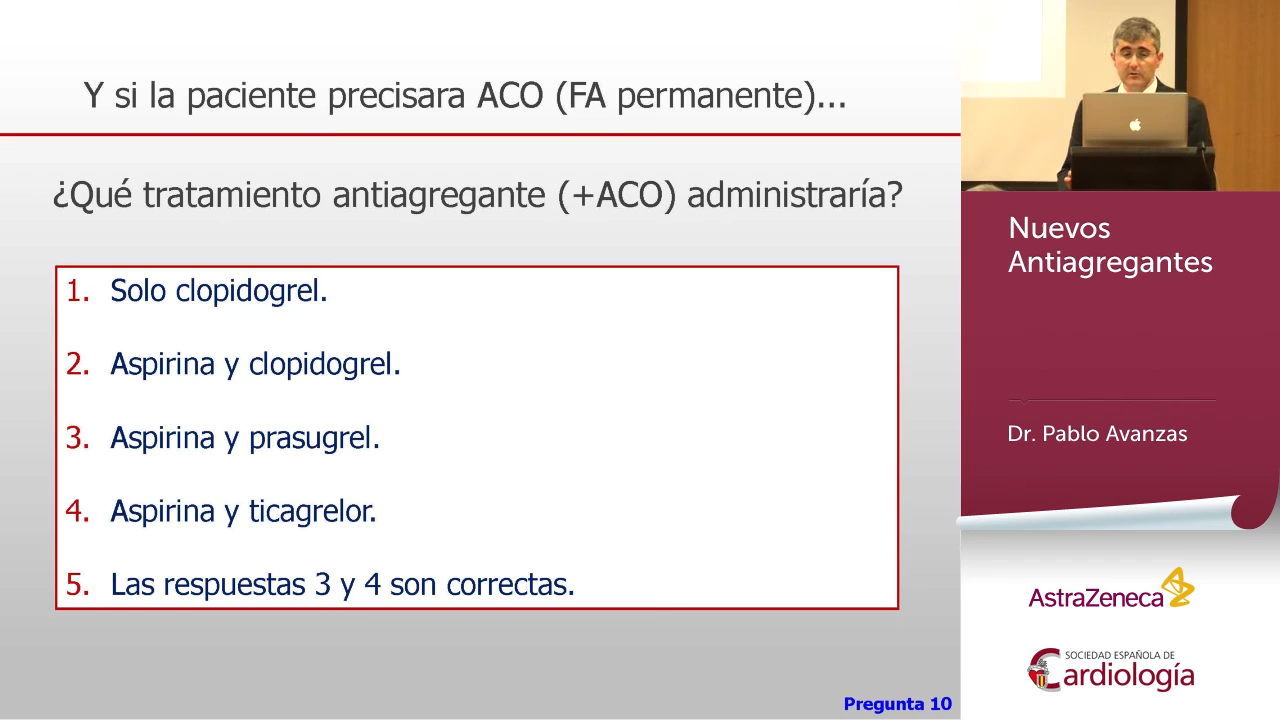 Y si la paciente precisara ACO (FA permanente)...
¿Qué tratamiento antiagregante (+ACO) administraría?
1. Solo clopidogrel.
2. Aspirina y clopidogrel.
3. Aspirina y prasugrel.
4. Aspirina y ticagrelor.
5. Las respuestas 3 y 4 son correctas.
Pregunta 10
Nuevos
Antiagregantes
Dr. Pablo Avanzas
AstraZeneca
SOCIEDAD ESPAÑOLA DE
Cardiología